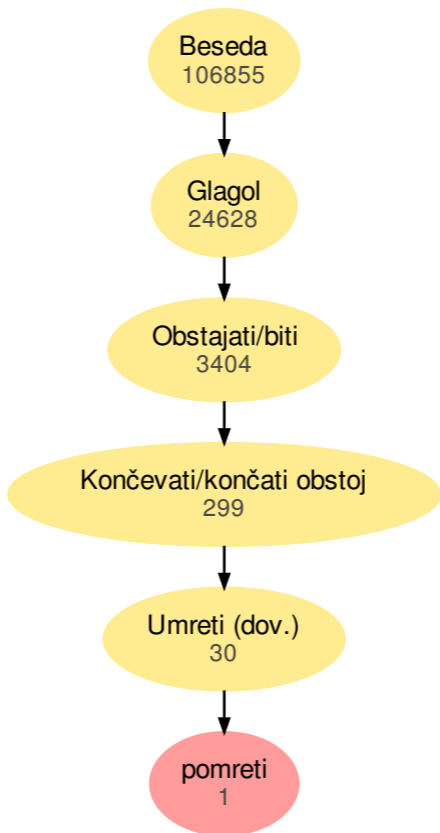 Beseda
106855
Glagol
24628
Obstajati/biti
3404
Končevati/končati obstoj
299
Umreti (dov.)
30
pomreti
1